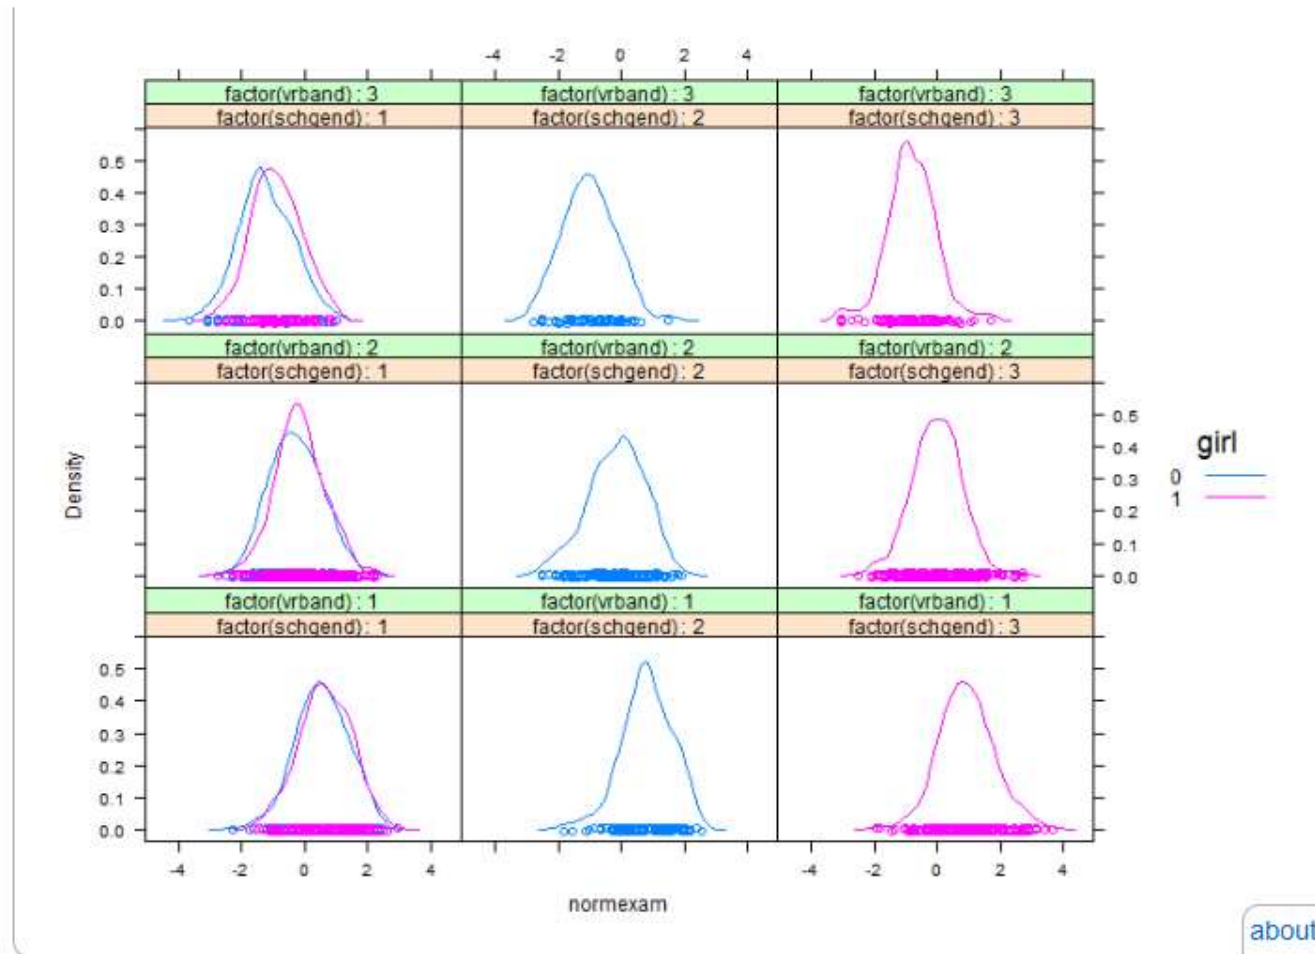 -4 -2 0 2 4
factor(vrband) : 3 factor(vrband) : 3 factor(vrband) : 3
factor(schgend) : 1 factor(schgend) : 2 factor(schgend) : 3
0.5
0.4
0.3
0.2
0.1
0.0
factor(vrband) : 2 factor(vrband) : 2 factor(vrband) : 2
factor(schgend) : 1 factor(schgend) : 2 factor(schgend) : 3
Density
0.5
0.4
0.3
0.2
0.1
0.0
girl
0
1
factor(vrband) : 1 factor(vrband) : 1 factor(vrband) : 1
factor(schgend) : 1 factor(schgend) : 2 factor(schgend) : 3
0.5
0.4
0.3
0.2
0.1
0.0
-4 -2 0 2 4 -4 -2 0 2 4
normexam
about